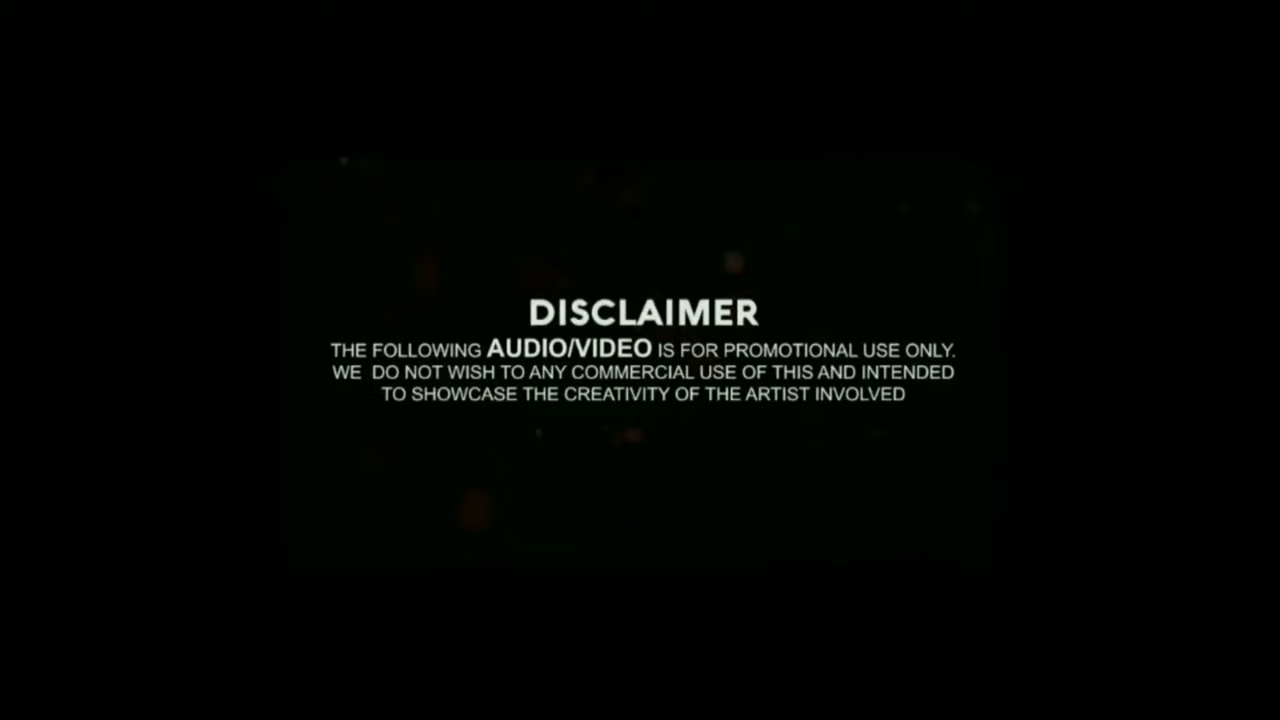 DISCLAIMER
THE FOLLOWING AUDIO/VIDEO IS FOR PROMOTIONAL USE ONLY.
WE DO NOT WISH TO ANY COMMERCIAL USE OF THIS AND INTENDED
TO SHOWCASE THE CREATIVITY OF THE ARTIST INVOLVED